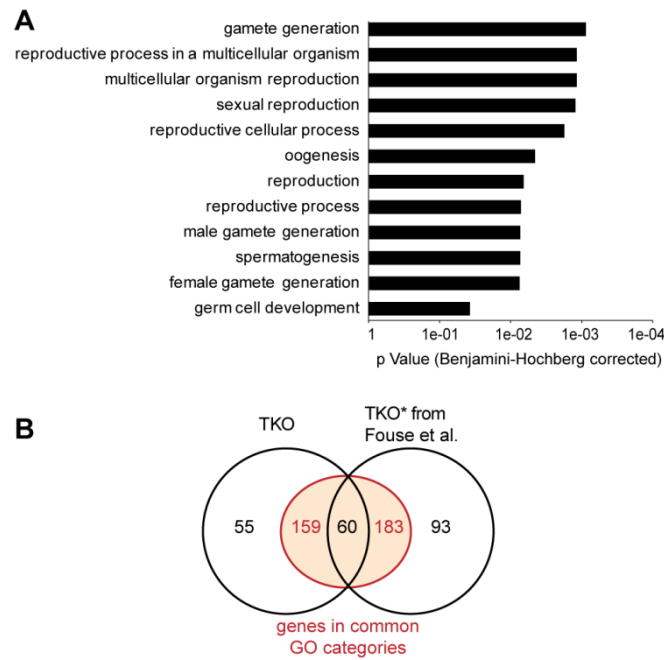 A
gamete generation
reproductive process in a multicellular organism
multicellular organism reproduction
sexual reproduction
reproductive cellular process
oogenesis
reproduction
reproductive process
male gamete generation
spermatogenesis
female gamete generation
germ cell development
1 1e-01 1e-02 1e-03 1e-04
p Value (Benjamini-Hochberg corrected)
B
TKO
TKO* from
Fouse et al.
55 159 60 183 93
genes in common
GO categories